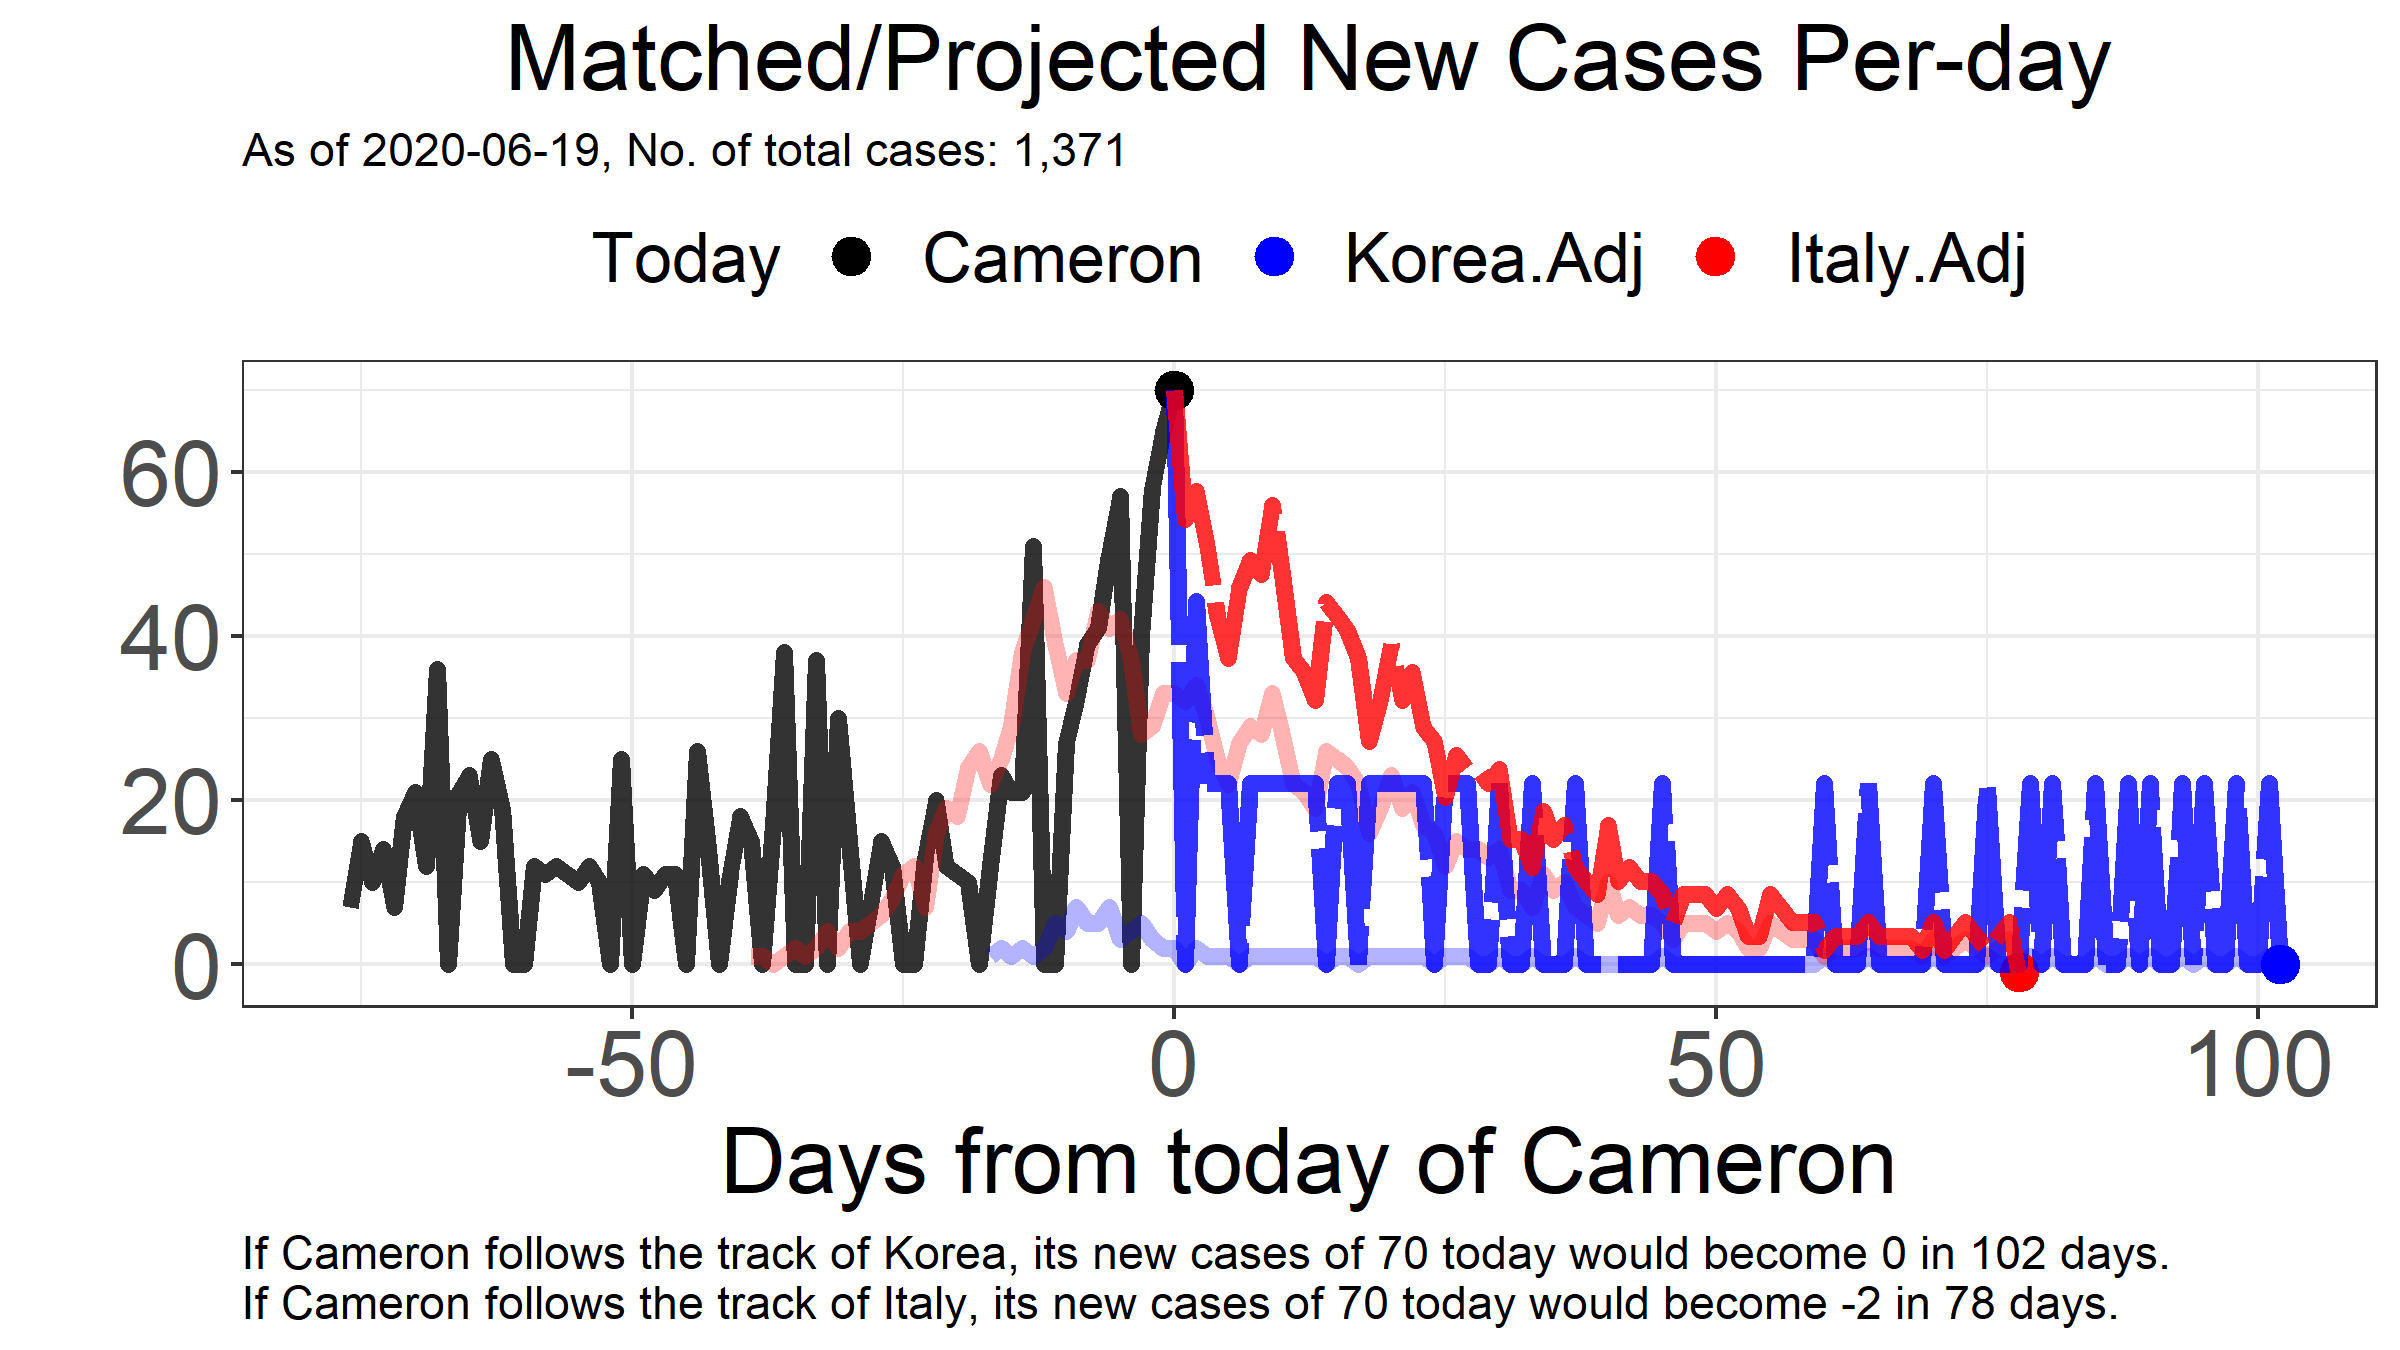 Matched/Projected New Cases Per-day
As of 2020-06-19, No. of total cases: 1,371
Today Cameron Korea.Adj Italy.Adj
60
40
20
0
-50 0 50 100
Days from today of Cameron
If Cameron follows the track of Korea, its new cases of 70 today would become 0 in 102 days.
If Cameron follows the track of Italy, its new cases of 70 today would become -2 in 78 days.